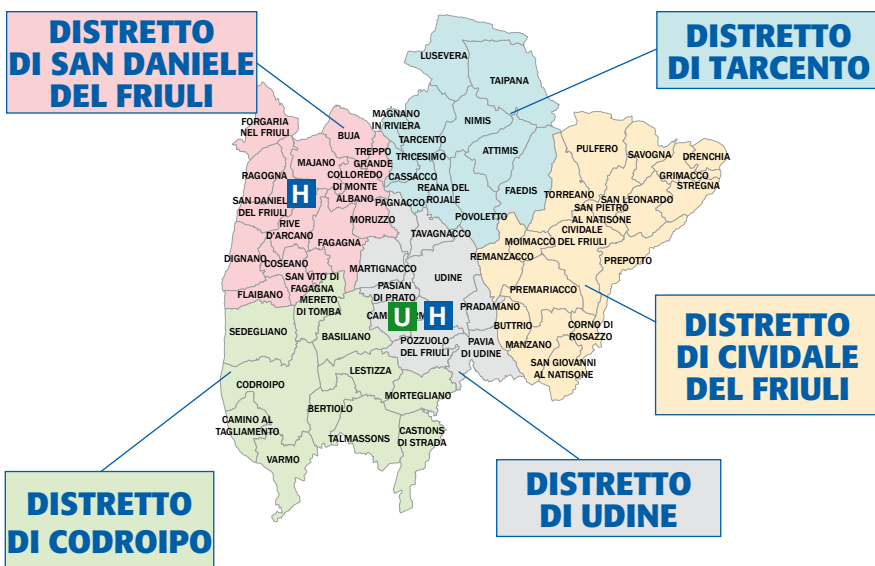 DISTRETTO
DI SAN DANIELE
DEL FRIULI
DISTRETTO
DI TARCENTO
LUSEVERA
TAIPANA
MAGNANO
IN RIVIERA
NIMIS
TARCENTO
ATTIMIS
TRICESIMO
CASSACCO
REANA DEL
ROJALE
FAEDIS
POVOLETTO
FORGARIA
NEL FRIULI
BUJA
TREPPO
GRANDE
MAJANO
COLLOREDO
DI MONTE
ALBANO
RAGOGNA
H
SAN DANIEL
DEL FRIULI
RIVE
D'ARCANO
MORUZZO
FAGAGNA
DIGNANO
COSEANO
SAN VITO DI
FAGAGNA
FLAIBANO
PULFERO
SAVOGNA
DRENCHIA
GRIMACCO
STREGNA
SAN LEONARDO
TORREANO
SAN PIETRO
AL NATISONE
CIVIDALE
DEL FRIULI
MOIMACCO
REMANZACCO
PREPOTTO
PREMARIACCO
BUTTRIO
CORNO DI
ROSAZZO
MANZANO
SAN GIOVANNI
AL NATISONE
PAGNACCO
TAVAGNACCO
MARTIGNACCO
UDINE
PASIAN
DI PRATO
U
H
PRADAMANO
POZZUOLO
DEL FRIULI
PAVIA
DI UDINE
MERETO
DI TOMBA
SEDEGLIANO
BASILIANO
LESTIZZA
CODROIPO
MORTEGLIANO
BERTIOLO
CAMINO AL
TAGLIAMENTO
TALMASSONS
CASTIONS
DI STRADA
VARMO
DISTRETTO
DI CIVIDALE
DEL FRIULI
DISTRETTO
DI UDINE
DISTRETTO
DI CODROIPO